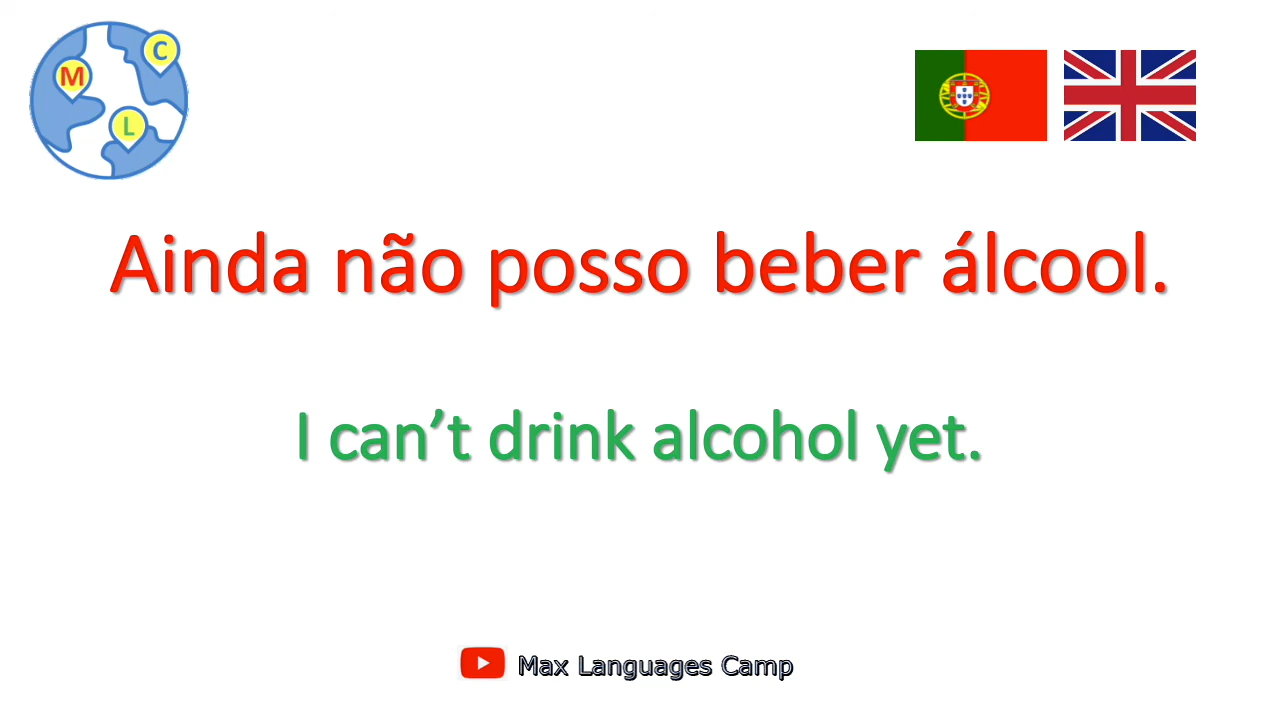 M
C
L
Ainda não posso beber álcool.
I can’t drink alcohol yet.
Max Languages Camp